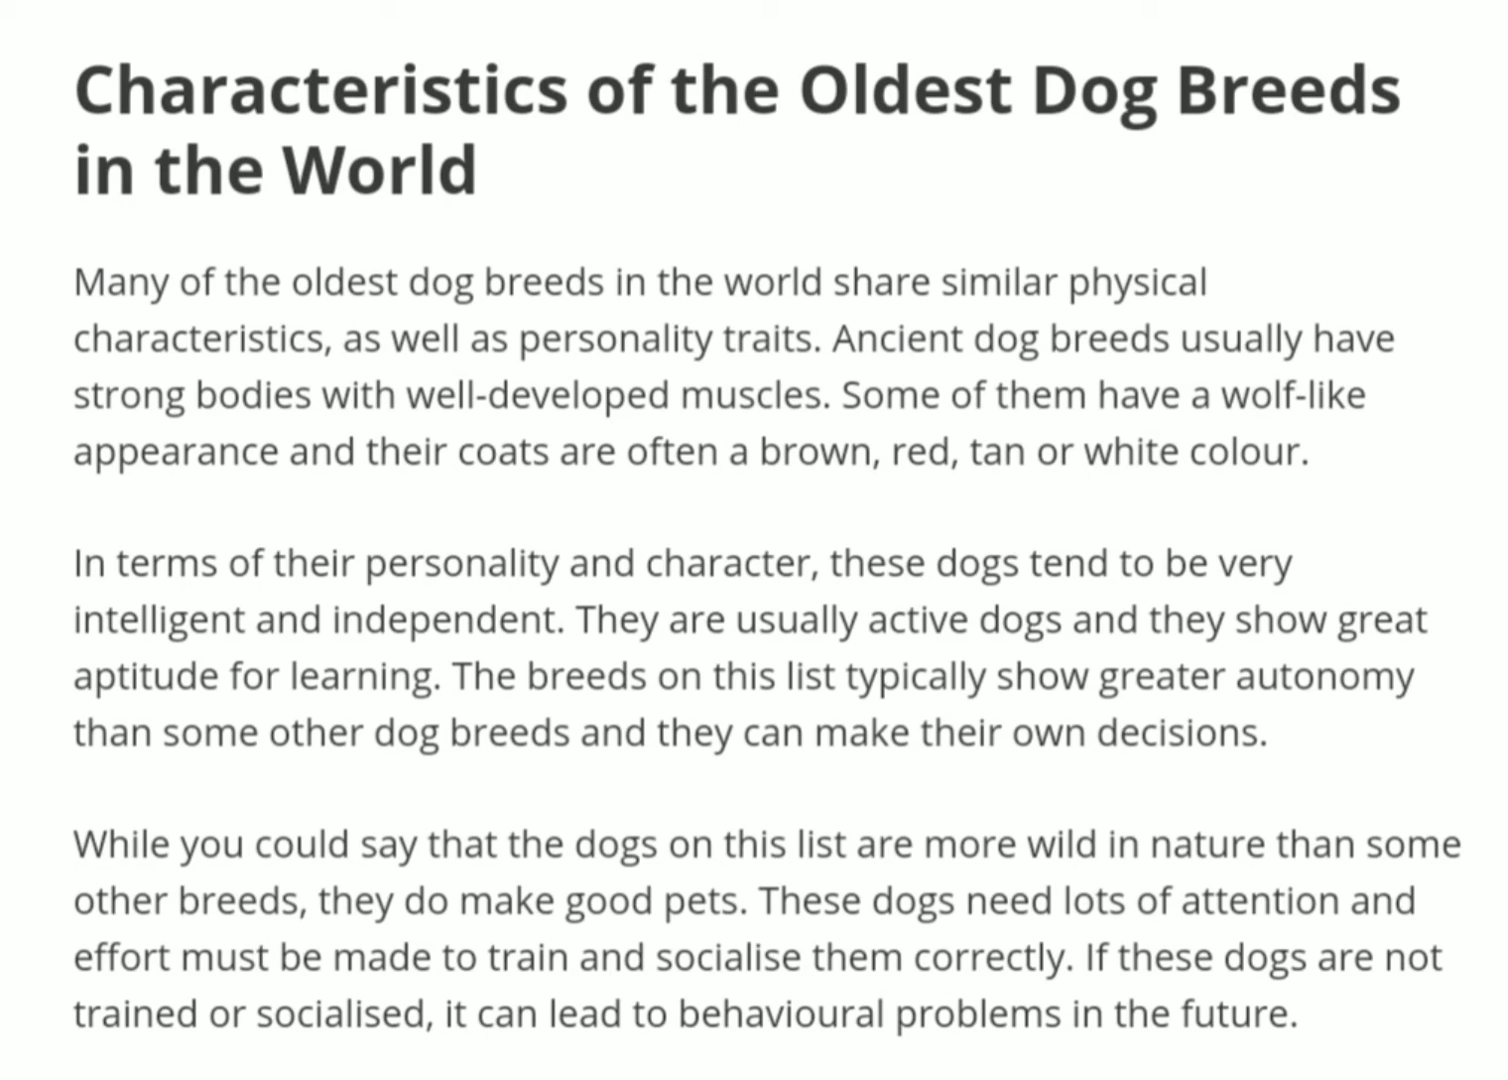 Characteristics of the Oldest Dog Breeds
in the World
Many of the oldest dog breeds in the world share similar physical
characteristics, as well as personality traits. Ancient dog breeds usually have
strong bodies with well-developed muscles. Some of them have a wolf-like
appearance and their coats are often a brown, red, tan or white colour.
In terms of their personality and character, these dogs tend to be very
intelligent and independent. They are usually active dogs and they show great
aptitude for learning. The breeds on this list typically show greater autonomy
than some other dog breeds and they can make their own decisions.
While you could say that the dogs on this list are more wild in nature than some
other breeds, they do make good pets. These dogs need lots of attention and
effort must be made to train and socialise them correctly. If these dogs are not
trained or socialised, it can lead to behavioural problems in the future.